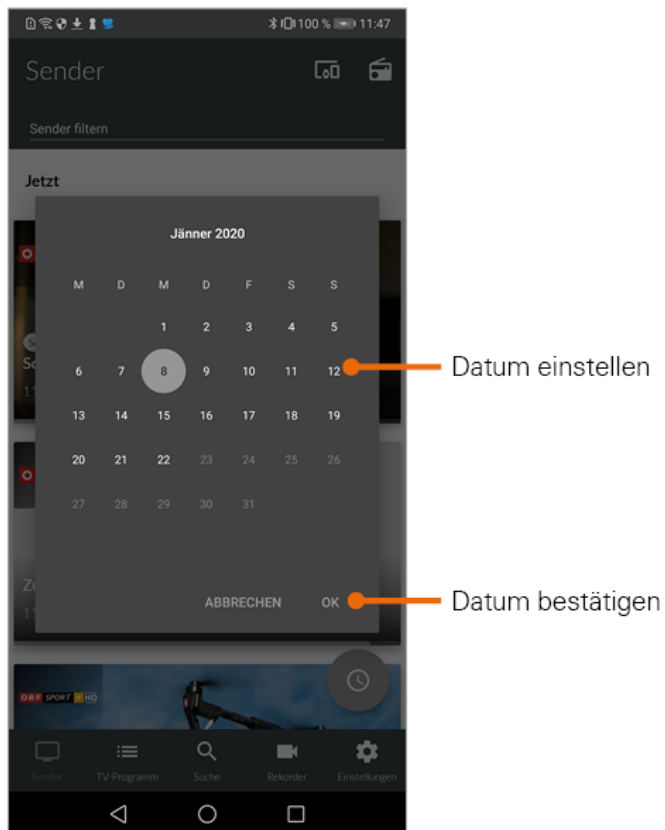 100 % 11:47
Sender
Sender filtern
Jetzt
Jänner 2020
M D M D F S S
1 2 3 4 5
6 7 8 9 10 11 12
Datum einstellen
13 14 15 16 17 18 19
20 21 22 23 24 25 26
27 28 29 30 31
ABBRECHEN OK
Datum bestätigen
ORF SPORT + HD
Sender TV-Programm Suche Rekorder Einstellungen